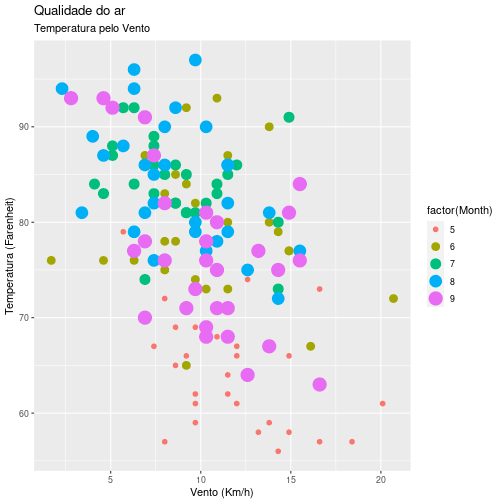 Qualidade do ar
Temperatura pelo Vento
Temperatura (Farenheit)
90
80
70
60
5
10
15
20
Vento (Km/h)
factor(Month)
5
6
7
8
9